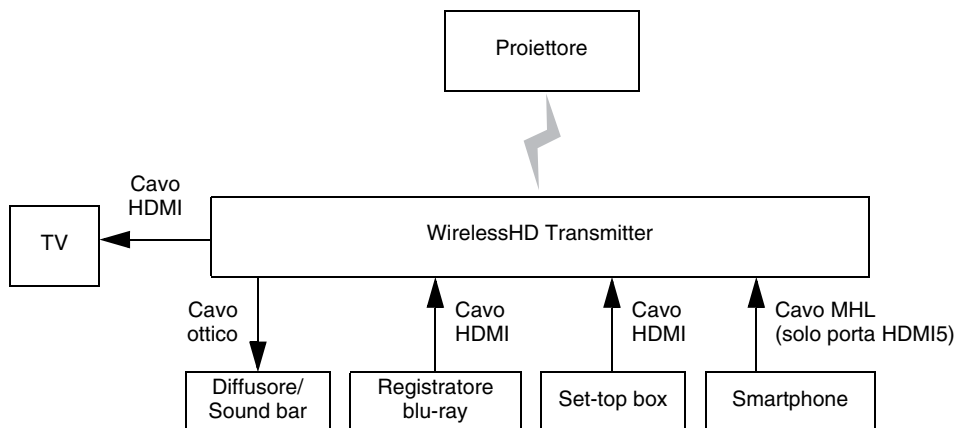 Proiettore
Cavo
HDMI
TV
WirelessHD Transmitter
Cavo
ottico
Cavo
HDMI
Cavo
HDMI
Cavo MHL
(solo porta HDMI5)
Diffusore/
Sound bar
Registratore
blu-ray
Set-top box
Smartphone